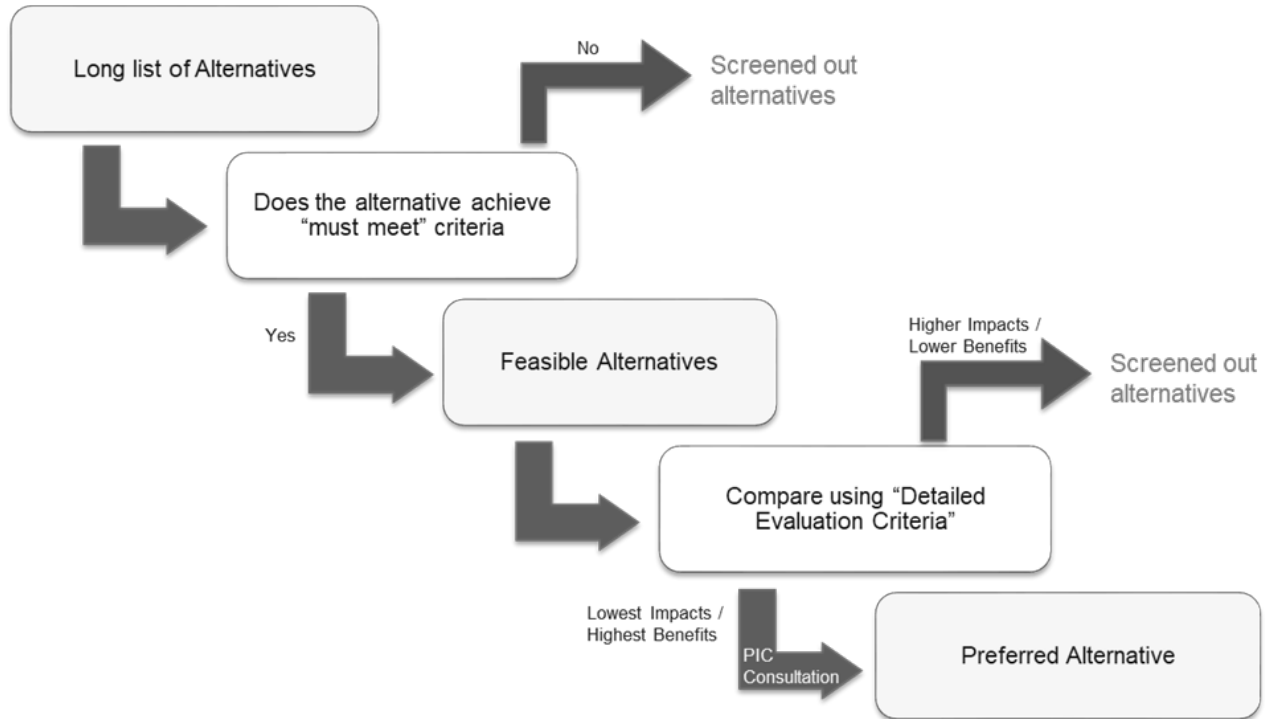 Long list of Alternatives
No
Screened out
alternatives
Does the alternative achieve
“must meet” criteria
Yes
Feasible Alternatives
Higher Impacts /
Lower Benefits
Screened out
alternatives
Compare using “Detailed
Evaluation Criteria”
Lowest Impacts /
Highest Benefits
PIC
Consultation
Preferred Alternative